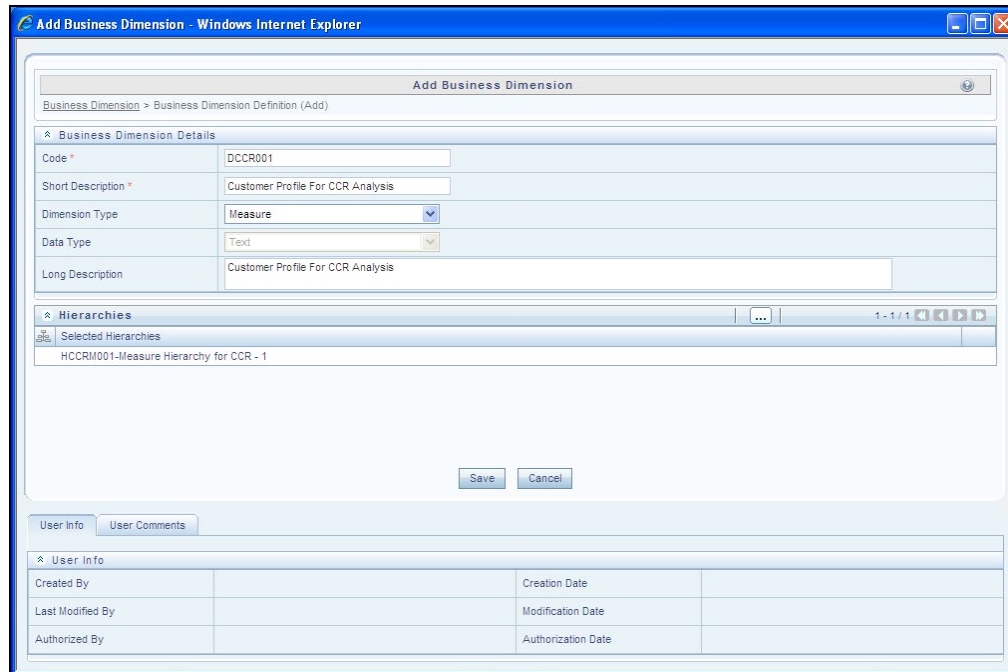 Add Business Dimension - Windows Internet Explorer
Add Business Dimension
Business Dimension > Business Dimension Definition (Add)
Business Dimension Details
Code *
DCCR001
Short Description *
Customer Profile For CCR Analysis
Dimension Type
Measure
Data Type
Text
Long Description
Customer Profile For CCR Analysis
Hierarchies
...
1 - 1 / 1
Selected Hierarchies
HCCRM001-Measure Hierarchy for CCR - 1
Save
Cancel
User Info
User Comments
User Info
Created By
Creation Date
Last Modified By
Modification Date
Authorized By
Authorization Date